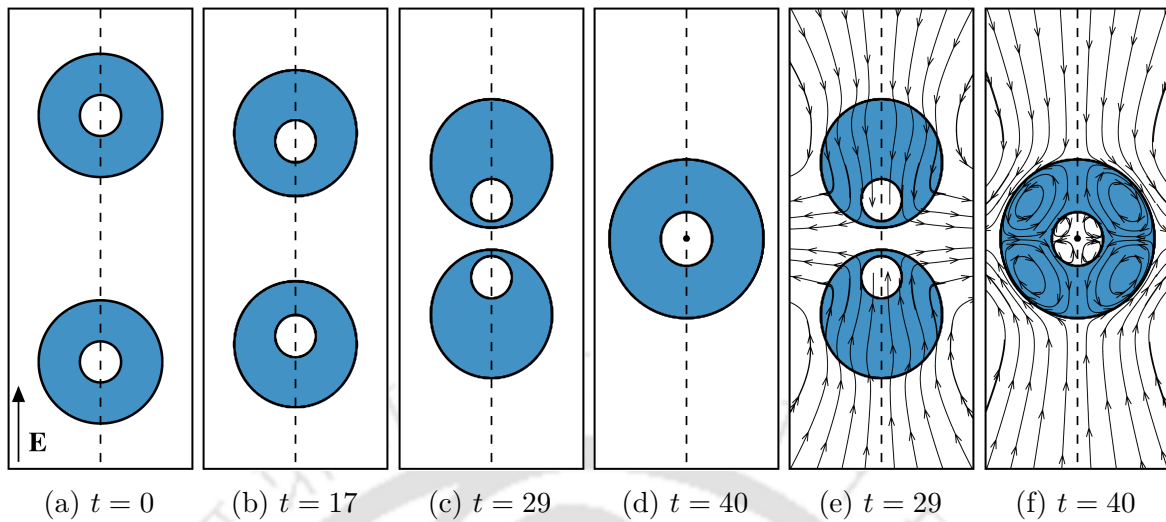 E
(a) t = 0
(b) t = 17
(c) t = 29
(d) t = 40
(e) t = 29
(f) t = 40